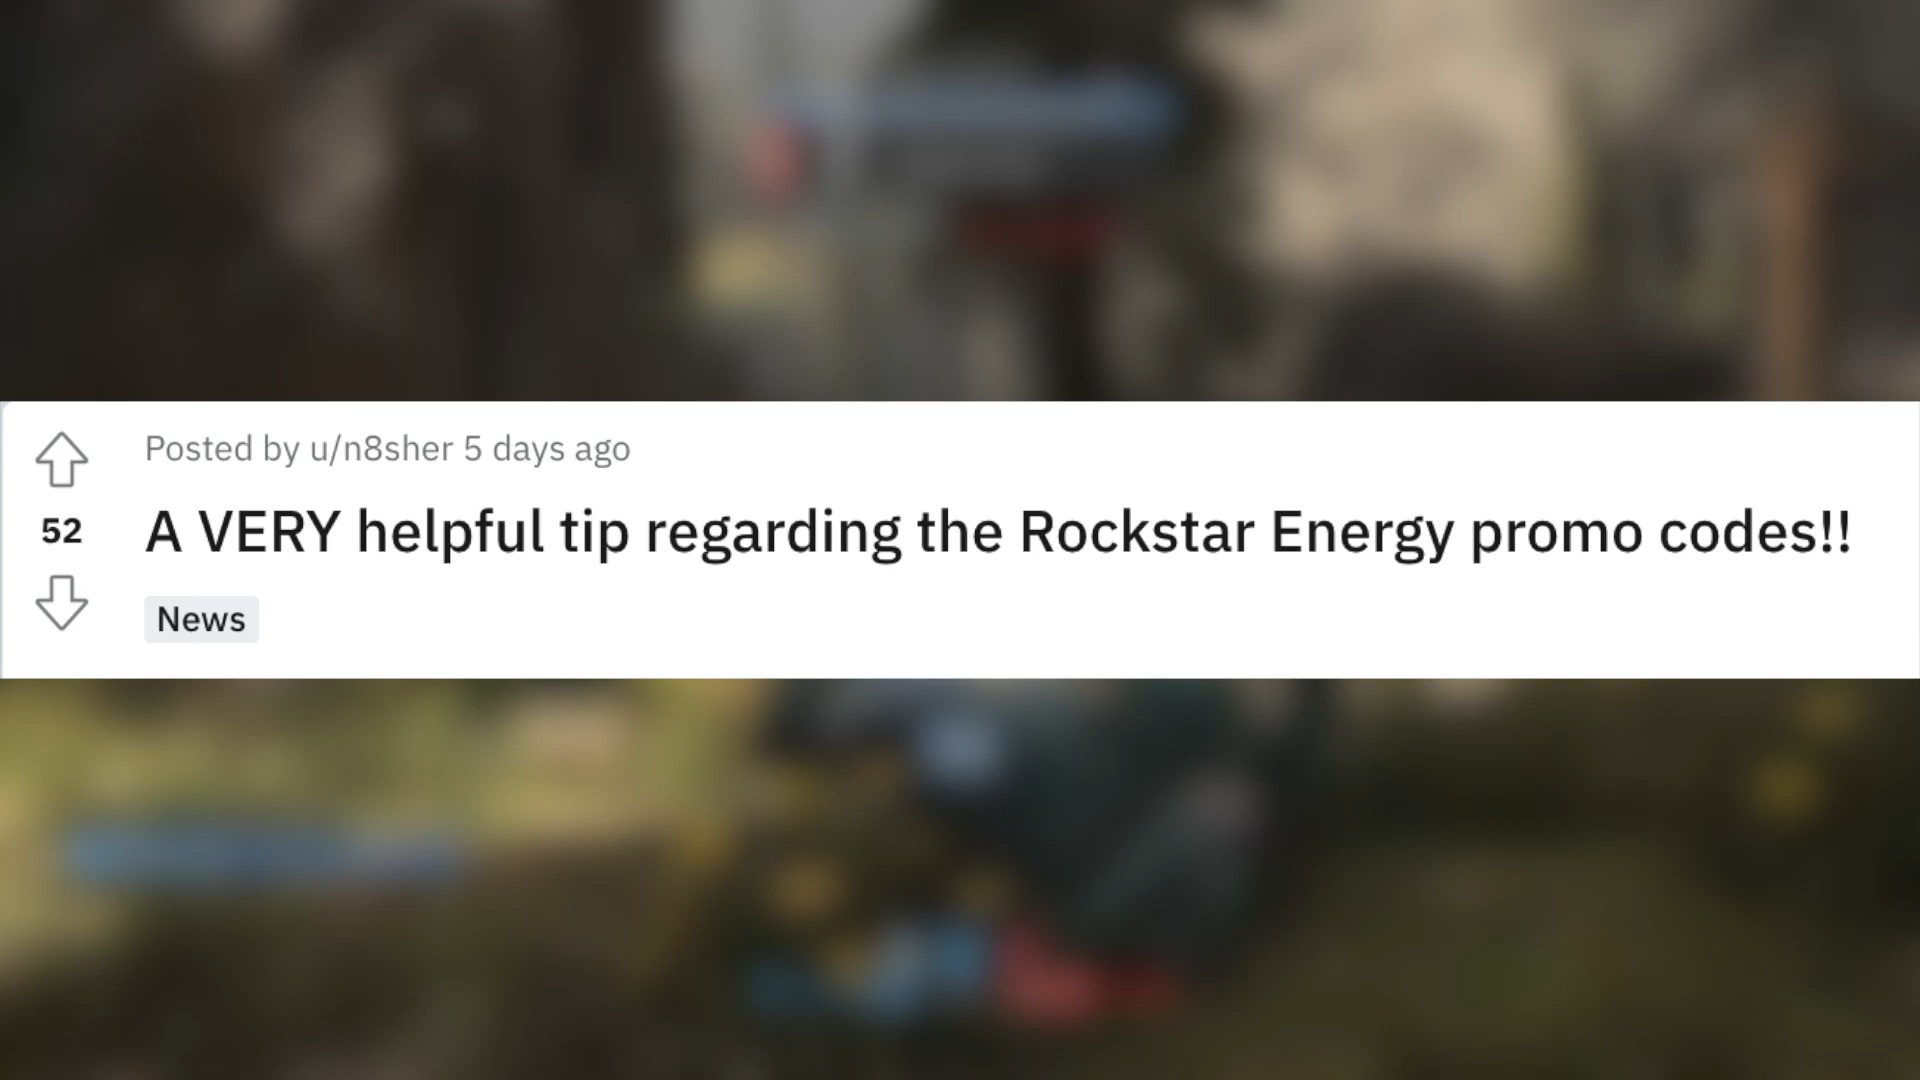 Posted by u/n8sher 5 days ago
52
A VERY helpful tip regarding the Rockstar Energy promo codes!!
News